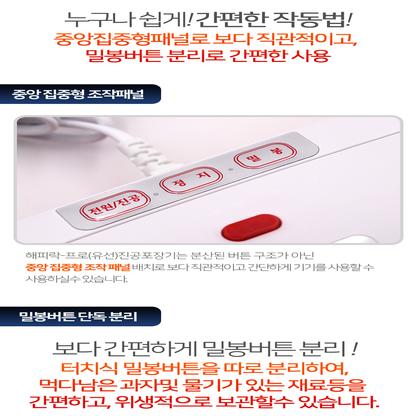 누구나 쉽게! 간편한 작동법!
중앙집중형패널로 보다 직관적이고,
밀봉버튼 분리로 간편한 사용
중앙 집중형 조작패널
전원/진공
정 지
밀 봉
해피락-프로(유선)진공포장기는 분산된 버튼 구조가 아닌
중앙 집중형 조작 패널 배치로 보다 직관적이고 간단하게 기기를 사용할 수
사용하실수 있습니다.
밀봉버튼 단독 분리
보다 간편하게 밀봉버튼 분리 !
터치식 밀봉버튼을 따로 분리하여,
먹다남은 과자및 물기가 있는 재료등을
간편하고, 위생적으로 보관할수 있습니다.